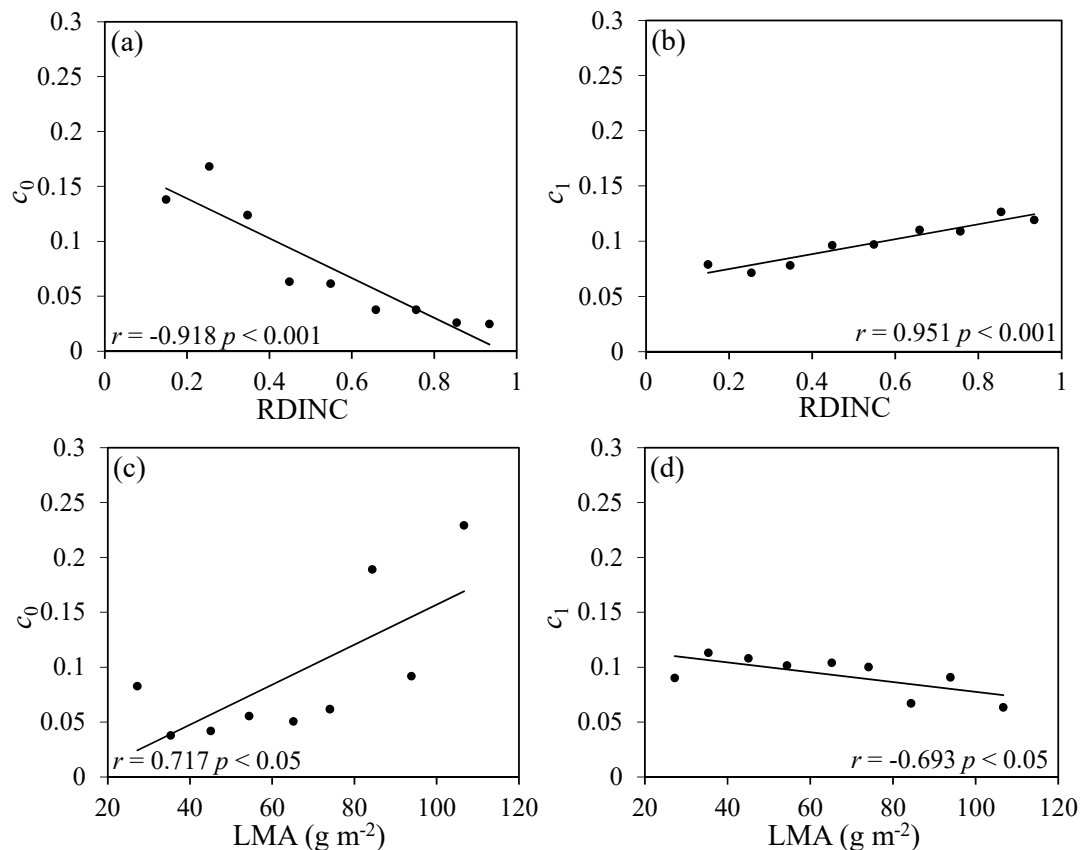 (a)
0.3
0.25
0.2
0.15
0.1
0.05
0
c0
r = -0.918 p < 0.001
0 0.2 0.4 0.6 0.8 1
RDINC
(b)
0.3
0.25
0.2
0.15
0.1
0.05
0
c1
r = 0.951 p < 0.001
0 0.2 0.4 0.6 0.8 1
RDINC
(c)
0.3
0.25
0.2
0.15
0.1
0.05
0
c0
r = 0.717 p < 0.05
20 40 60 80 100 120
LMA (g m-2)
(d)
0.3
0.25
0.2
0.15
0.1
0.05
0
c1
r = -0.693 p < 0.05
20 40 60 80 100 120
LMA (g m-2)